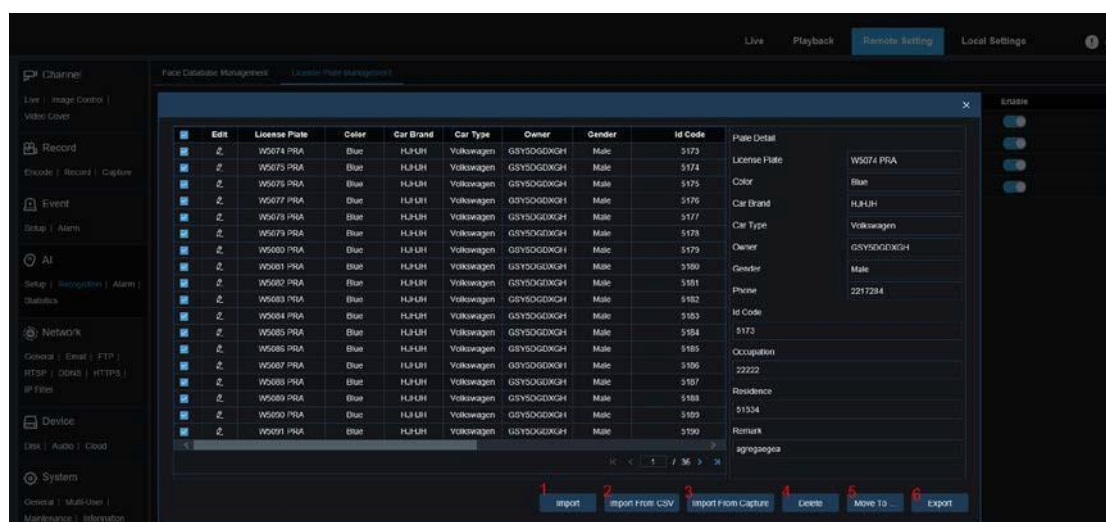 Live Playback Remote Setting Local Settings
Channel
Live | Image Control |
Video Cover
Record
Encode | Record | Capture
Event
Setup | Alarm
AI
Setup | Recognition | Alarm |
Statistics
Network
General | Email | FTP |
RTSP | DDNS | HTTPS |
IP Filter
Device
Disk | Audio | Cloud
System
General | Multi-User |
Maintenance | Information
Face Database Management License Plate Management
Enable
Edit License Plate Color Car Brand Car Type Owner Gender Id Code
W5074 PRA Blue HJHJH Volkswagen GSY5DGDXGH Male 5173
W5075 PRA Blue HJHJH Volkswagen GSY5DGDXGH Male 5174
W5076 PRA Blue HJHJH Volkswagen GSY5DGDXGH Male 5175
W5077 PRA Blue HJHJH Volkswagen GSY5DGDXGH Male 5176
W5078 PRA Blue HJHJH Volkswagen GSY5DGDXGH Male 5177
W5079 PRA Blue HJHJH Volkswagen GSY5DGDXGH Male 5178
W5080 PRA Blue HJHJH Volkswagen GSY5DGDXGH Male 5179
W5081 PRA Blue HJHJH Volkswagen GSY5DGDXGH Male 5180
W5082 PRA Blue HJHJH Volkswagen GSY5DGDXGH Male 5181
W5083 PRA Blue HJHJH Volkswagen GSY5DGDXGH Male 5182
W5084 PRA Blue HJHJH Volkswagen GSY5DGDXGH Male 5183
W5085 PRA Blue HJHJH Volkswagen GSY5DGDXGH Male 5184
W5086 PRA Blue HJHJH Volkswagen GSY5DGDXGH Male 5185
W5087 PRA Blue HJHJH Volkswagen GSY5DGDXGH Male 5186
W5088 PRA Blue HJHJH Volkswagen GSY5DGDXGH Male 5187
W5089 PRA Blue HJHJH Volkswagen GSY5DGDXGH Male 5188
W5090 PRA Blue HJHJH Volkswagen GSY5DGDXGH Male 5189
W5091 PRA Blue HJHJH Volkswagen GSY5DGDXGH Male 5190
1 / 36
Plate Detail
License Plate W5074 PRA
Color Blue
Car Brand HJHJH
Car Type Volkswagen
Owner GSY5DGDXGH
Gender Male
Phone 2217284
Id Code
5173
Occupation
22222
Residence
51534
Remark
agregaegea
1 2 3 4 5 6
Import Import From CSV Import From Capture Delete Move To ... Export